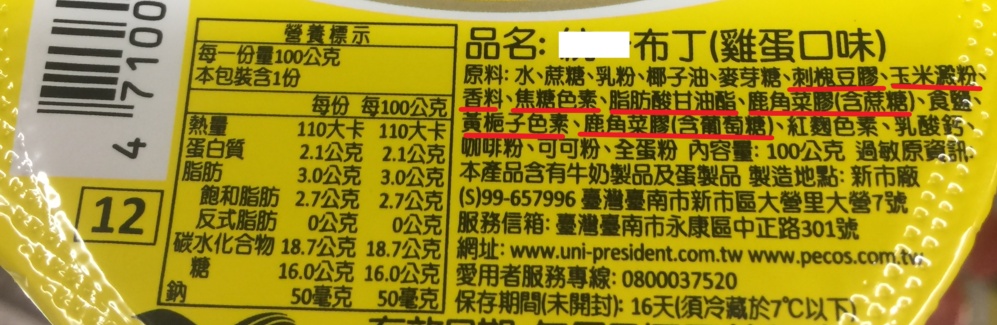 4 7100
12
營養標示
每一份量100公克
本包裝含1份
每份 每100公克
熱量 110大卡 110大卡
蛋白質 2.1公克 2.1公克
脂肪 3.0公克 3.0公克
飽和脂肪 2.7公克 2.7公克
反式脂肪 0公克 0公克
碳水化合物 18.7公克 18.7公克
糖 16.0公克 16.0公克
鈉 50毫克 50毫克
品名: 布丁(雞蛋口味)
原料: 水、蔗糖、乳粉、椰子油、麥芽糖、刺槐豆膠、玉米澱粉、
香料、焦糖色素、脂肪酸甘油酯、鹿角菜膠(含蔗糖)、食鹽、
黃梔子色素、鹿角菜膠(含葡萄糖)、紅麴色素、乳酸鈣、
咖啡粉、可可粉、全蛋粉 內容量: 100公克 過敏原資訊:
本產品含有牛奶製品及蛋製品 製造地點: 新市廠
(S)99-657996 臺灣臺南市新市區大營里大營7號
服務信箱: 臺灣臺南市永康區中正路301號
網址: www.uni-president.com.tw www.pecos.com.tw
愛用者服務專線: 0800037520
保存期間(未開封): 16天(須冷藏於7℃以下)